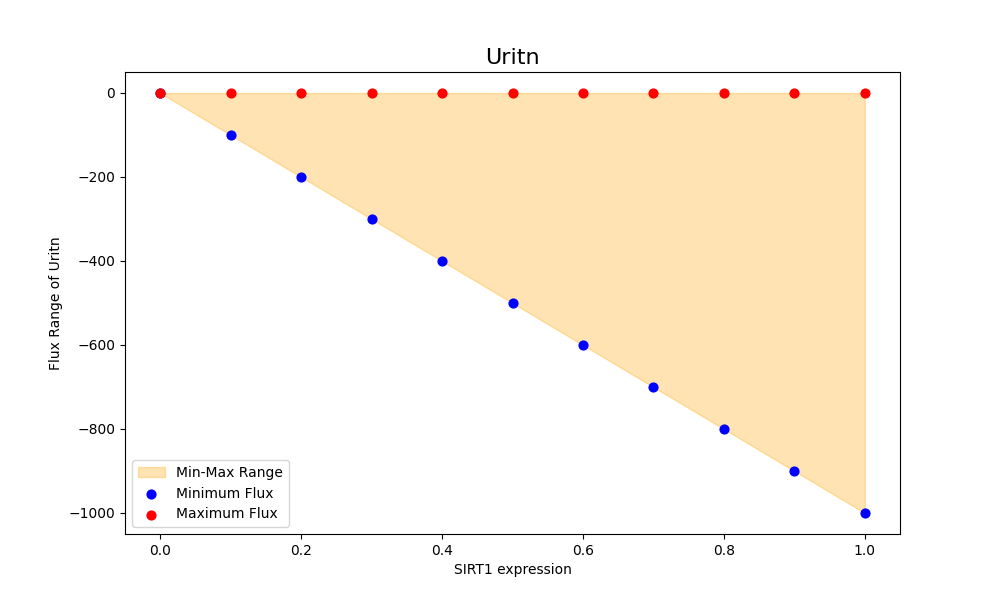 Uritn
Flux Range of Uritn
0
−200
−400
−600
−800
−1000
Min-Max Range
Minimum Flux
Maximum Flux
0.0 0.2 0.4 0.6 0.8 1.0
SIRT1 expression